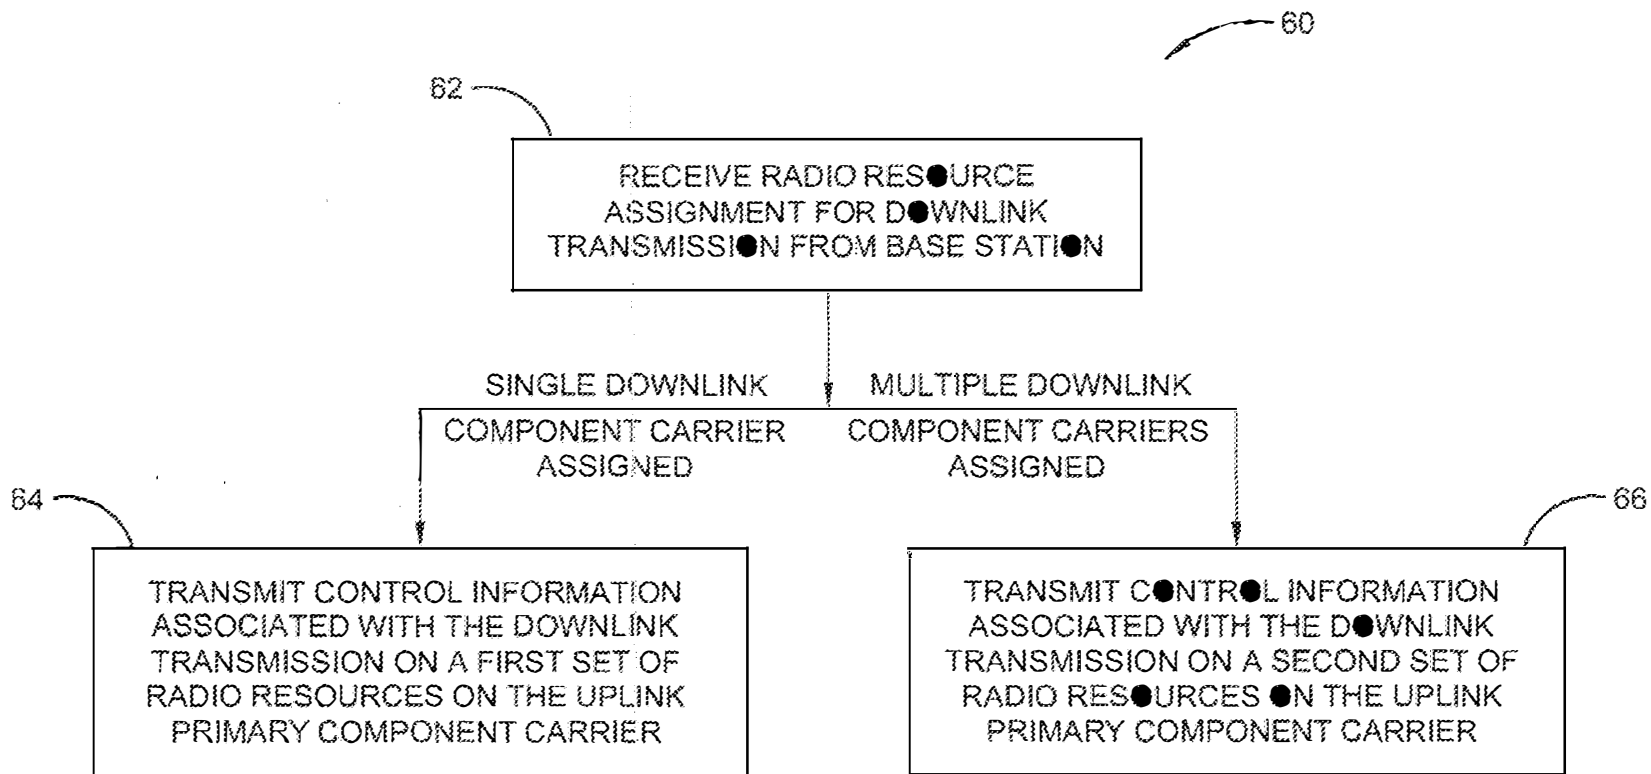 60
62
RECEIVE RADIO RESOURCE
ASSIGNMENT FOR DOWNLINK
TRANSMISSION FROM BASE STATION
SINGLE DOWNLINK
COMPONENT CARRIER
ASSIGNED
MULTIPLE DOWNLINK
COMPONENT CARRIERS
ASSIGNED
64
TRANSMIT CONTROL INFORMATION
ASSOCIATED WITH THE DOWNLINK
TRANSMISSION ON A FIRST SET OF
RADIO RESOURCES ON THE UPLINK
PRIMARY COMPONENT CARRIER
66
TRANSMIT CONTROL INFORMATION
ASSOCIATED WITH THE DOWNLINK
TRANSMISSION ON A SECOND SET OF
RADIO RESOURCES ON THE UPLINK
PRIMARY COMPONENT CARRIER